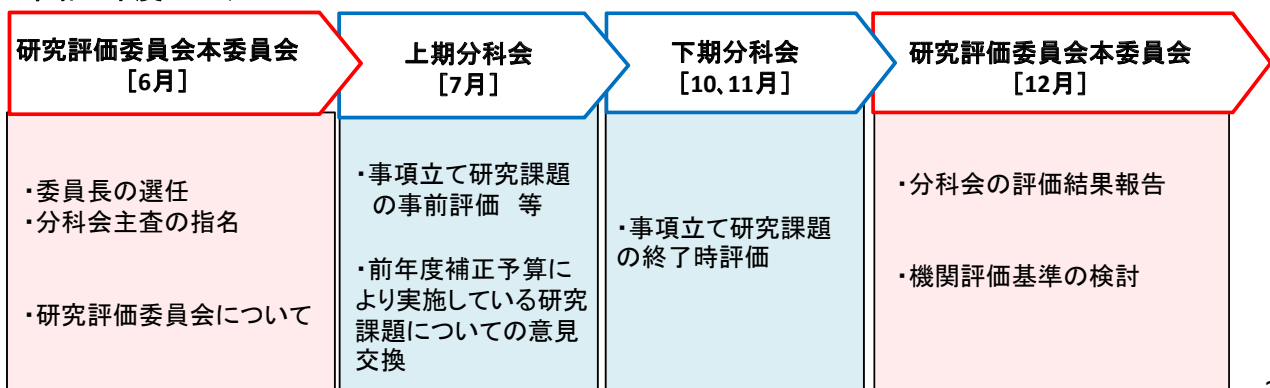 研究評価委員会本委員会
[6月]
上期分科会
[7月]
下期分科会
[10、11月]
研究評価委員会本委員会
[12月]
・委員長の選任
・分科会主査の指名
・研究評価委員会について
・事項立て研究課題
の事前評価 等
・前年度補正予算に
より実施している研究
課題についての意見
交換
・事項立て研究課題
の終了時評価
・分科会の評価結果報告
・機関評価基準の検討